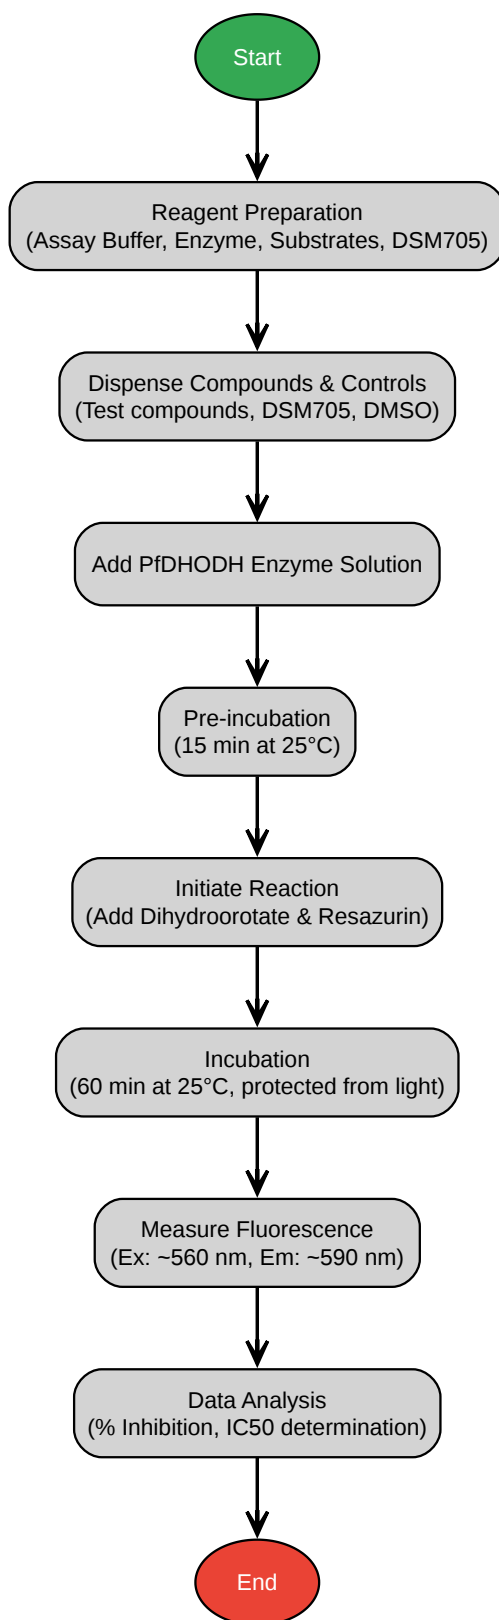 Start
Reagent Preparation
(Assay Buffer, Enzyme, Substrates, DSM705)
Dispense Compounds & Controls
(Test compounds, DSM705, DMSO)
Add PfDHODH Enzyme Solution
Pre-incubation
(15 min at 25°C)
Initiate Reaction
(Add Dihydroorotate & Resazurin)
Incubation
(60 min at 25°C, protected from light)
Measure Fluorescence
(Ex: ~560 nm, Em: ~590 nm)
Data Analysis
(% Inhibition, IC50 determination)
End